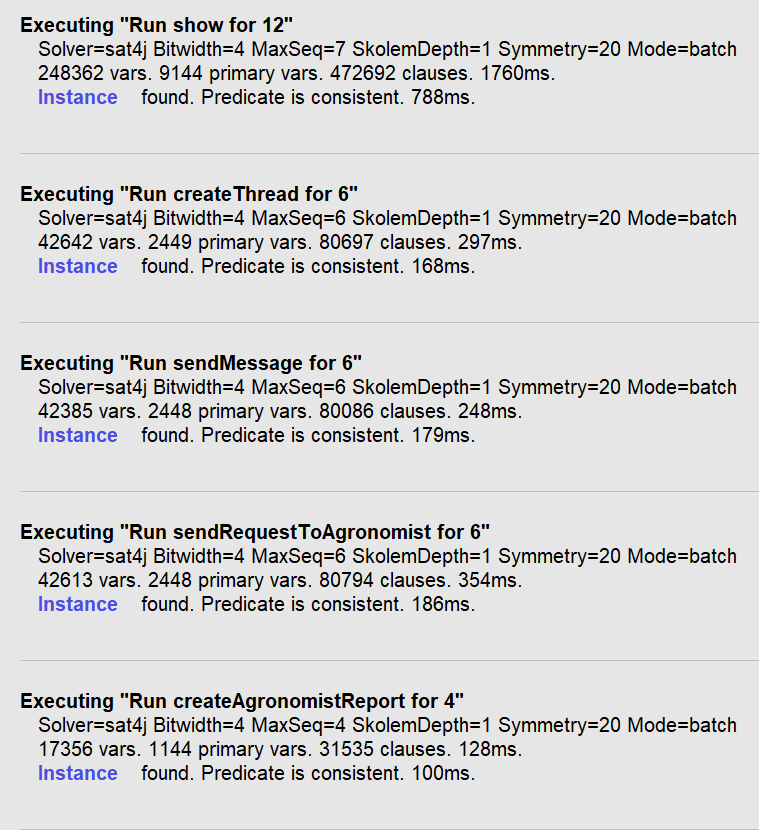 Executing "Run show for 12"
Solver=sat4j Bitwidth=4 MaxSeq=7 SkolemDepth=1 Symmetry=20 Mode=batch
248362 vars. 9144 primary vars. 472692 clauses. 1760ms.
Instance found. Predicate is consistent. 788ms.
Executing "Run createThread for 6"
Solver=sat4j Bitwidth=4 MaxSeq=6 SkolemDepth=1 Symmetry=20 Mode=batch
42642 vars. 2449 primary vars. 80697 clauses. 297ms.
Instance found. Predicate is consistent. 168ms.
Executing "Run sendMessage for 6"
Solver=sat4j Bitwidth=4 MaxSeq=6 SkolemDepth=1 Symmetry=20 Mode=batch
42385 vars. 2448 primary vars. 80086 clauses. 248ms.
Instance found. Predicate is consistent. 179ms.
Executing "Run sendRequestToAgronomist for 6"
Solver=sat4j Bitwidth=4 MaxSeq=6 SkolemDepth=1 Symmetry=20 Mode=batch
42613 vars. 2448 primary vars. 80794 clauses. 354ms.
Instance found. Predicate is consistent. 186ms.
Executing "Run createAgronomistReport for 4"
Solver=sat4j Bitwidth=4 MaxSeq=4 SkolemDepth=1 Symmetry=20 Mode=batch
17356 vars. 1144 primary vars. 31535 clauses. 128ms.
Instance found. Predicate is consistent. 100ms.